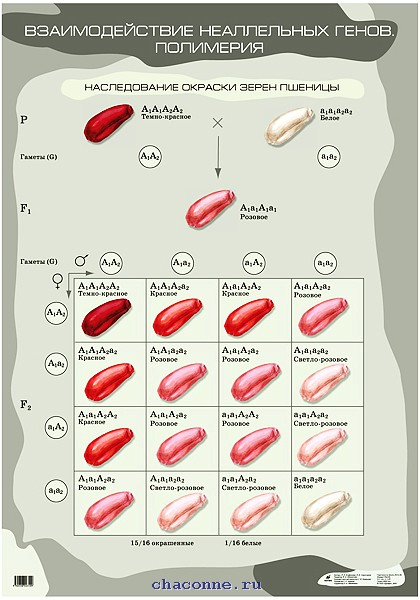 ВЗАИМОДЕЙСТВИЕ НЕАЛЛЕЛЬНЫХ ГЕНОВ.
ПОЛИМЕРИЯ
НАСЛЕДОВАНИЕ ОКРАСКИ ЗЕРЕН ПШЕНИЦЫ
P A₁A₁A₂A₂ × a₁a₁a₂a₂
Темно-красное Белое
Гаметы (G) A₁A₂ a₁a₂
F₁ A₁a₁A₁a₁
Розовое
Гаметы (G) ♂ A₁A₂ A₁a₂ a₁A₂ a₁a₂
♀
A₁A₁A₂A₂ A₁A₁A₂a₂ A₁a₁A₂A₂ A₁a₁A₂a₂
Темно-красное Красное Красное Розовое
A₁A₂
A₁A₁A₂a₂ A₁A₁a₂a₂ A₁a₁A₂a₂ A₁a₁a₂a₂
Красное Розовое Розовое Светло-розовое
A₁a₂
F₂
A₁a₁A₂A₂ A₁a₁A₂a₂ a₁a₁A₂A₂ a₁a₁A₂a₂
Красное Розовое Розовое Светло-розовое
a₁A₂
A₁a₁A₂a₂ A₁a₁a₂a₂ a₁a₁A₂a₂ a₁a₁a₂a₂
Розовое Светло-розовое Светло-розовое Белое
a₁a₂
15/16 окрашенные 1/16 белые
chaconne.ru